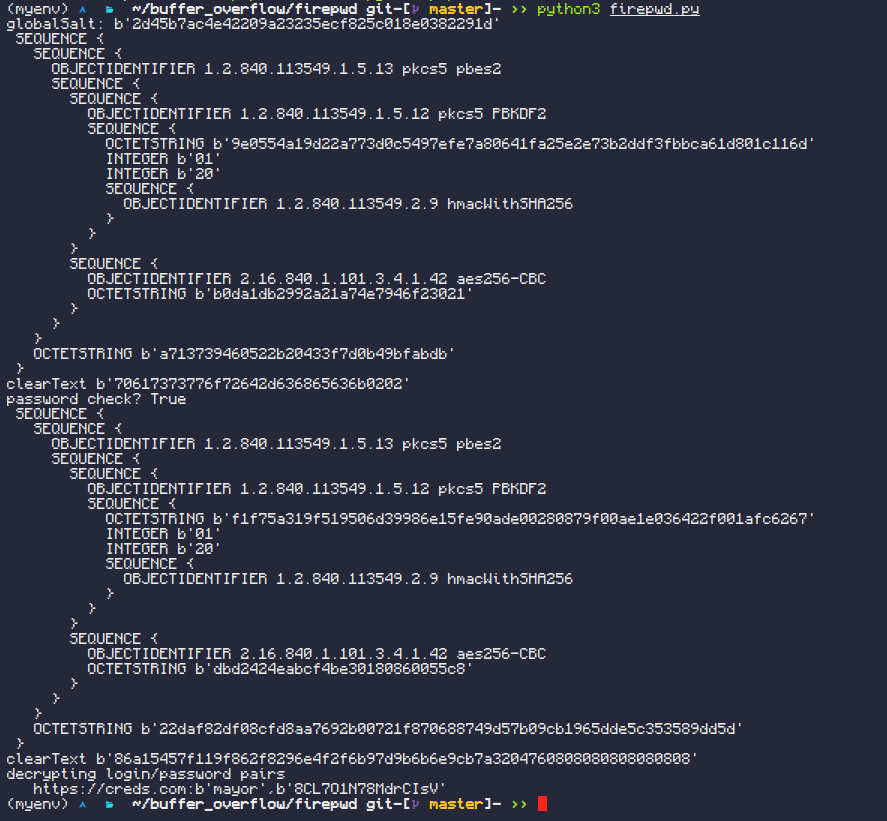 (myenv) ~/buffer_overflow/firepwd git-[ master]- >> python3 firepwd.py
globalSalt: b'2d45b7ac4e42209a23235ecf825c018e0382291d'
SEQUENCE {
SEQUENCE {
OBJECTIDENTIFIER 1.2.840.113549.1.5.13 pkcs5 pbes2
SEQUENCE {
SEQUENCE {
OBJECTIDENTIFIER 1.2.840.113549.1.5.12 pkcs5 PBKDF2
SEQUENCE {
OCTETSTRING b'9e0554a19d22a773d0c5497efe7a80641fa25e2e73b2ddf3fbbca61d801c116d'
INTEGER b'01'
INTEGER b'20'
SEQUENCE {
OBJECTIDENTIFIER 1.2.840.113549.2.9 hmacWithSHA256
}
}
}
SEQUENCE {
OBJECTIDENTIFIER 2.16.840.1.101.3.4.1.42 aes256-CBC
OCTETSTRING b'b0da1db2992a21a74e7946f23021'
}
}
}
OCTETSTRING b'a713739460522b20433f7d0b49bfabdb'
}
clearText b'70617373776f72642d636865636b0202'
password check? True
SEQUENCE {
SEQUENCE {
OBJECTIDENTIFIER 1.2.840.113549.1.5.13 pkcs5 pbes2
SEQUENCE {
SEQUENCE {
OBJECTIDENTIFIER 1.2.840.113549.1.5.12 pkcs5 PBKDF2
SEQUENCE {
OCTETSTRING b'f1f75a319f519506d39986e15fe90ade00280879f00ae1e036422f001afc6267'
INTEGER b'01'
INTEGER b'20'
SEQUENCE {
OBJECTIDENTIFIER 1.2.840.113549.2.9 hmacWithSHA256
}
}
}
SEQUENCE {
OBJECTIDENTIFIER 2.16.840.1.101.3.4.1.42 aes256-CBC
OCTETSTRING b'dbd2424eabcf4be30180860055c8'
}
}
}
OCTETSTRING b'22daf82df08cfd8aa7692b00721f870688749d57b09cb1965dde5c353589dd5d'
}
clearText b'86a15457f119f862f8296e4f2f6b97d9b6b6e9cb7a3204760808080808080808'
decrypting login/password pairs
https://creds.com:b'mayor',b'8CL7O1N78MdrCIsV'
(myenv) ~/buffer_overflow/firepwd git-[ master]- >>